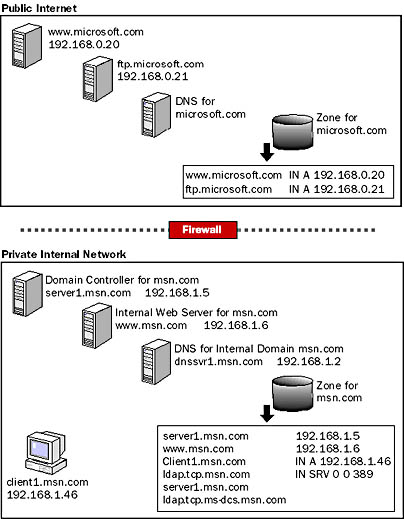 Public Internet
www.microsoft.com
192.168.0.20
ftp.microsoft.com
192.168.0.21
DNS for
microsoft.com
Zone for
microsoft.com
www.microsoft.com IN A 192.168.0.20
ftp.microsoft.com IN A 192.168.0.21
Firewall
Private Internal Network
Domain Controller for msn.com
server1.msn.com 192.168.1.5
Internal Web Server for msn.com
www.msn.com 192.168.1.6
DNS for Internal Domain msn.com
dnssvr1.msn.com 192.168.1.2
Zone for
msn.com
client1.msn.com
192.168.1.46
server1.msn.com 192.168.1.5
www.msn.com 192.168.1.6
Client1.msn.com IN A 192.168.1.46
ldap.tcp.msn.com IN SRV 0 0 389
server1.msn.com
ldap.tcp.ms-dcs.msn.com